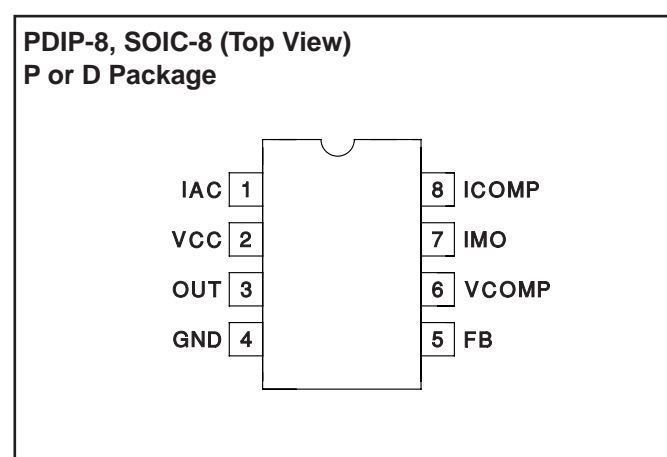 PDIP-8, SOIC-8 (Top View)
P or D Package
IAC 1 8 ICOMP
VCC 2 7 IMO
OUT 3 6 VCOMP
GND 4 5 FB